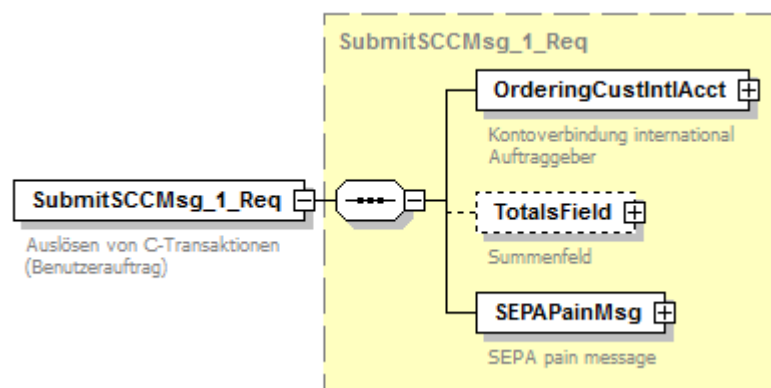 SubmitSCCMsg_1_Req
OrderingCustIntlAcct
Kontoverbindung international
Auftraggeber
SubmitSCCMsg_1_Req
Auslösen von C-Transaktionen
(Benutzerauftrag)
TotalsField
Summenfeld
SEPAPainMsg
SEPA pain message